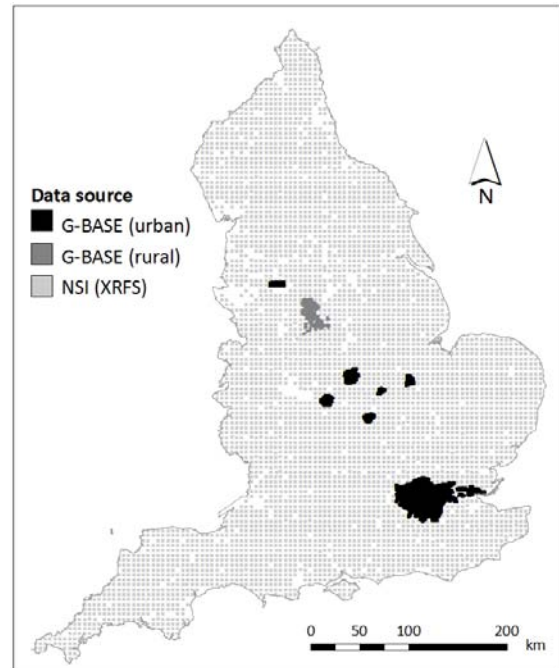 N
Data source
G-BASE (urban)
G-BASE (rural)
NSI (XRFS)
0 50 100 200
km